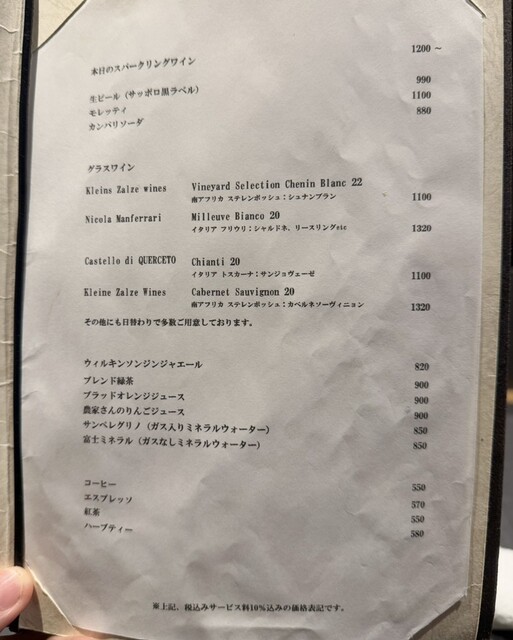 本日のスパークリングワイン 1200～
生ビール（サッポロ黒ラベル） 990
モレッティ 1100
カンパリソーダ 880
グラスワイン
Kleins Zalze wines Vineyard Selection Chenin Blanc 22
南アフリカ ステレンボッシュ：シュナンブラン 1100
Nicola Manferrari Milleuve Bianco 20
イタリア フリウリ：シャルドネ、リースリングetc 1320
Castello di QUERCETO Chianti 20
イタリア トスカーナ：サンジョヴェーゼ 1100
Kleine Zalze Wines Cabernet Sauvignon 20
南アフリカ ステレンボッシュ：カベルネソーヴィニョン 1320
その他にも日替わりで多数ご用意しております。
ウィルキンソンジンジャエール 820
ブレンド緑茶 900
ブラッドオレンジジュース 900
農家さんのりんごジュース 900
サンペレグリノ（ガス入りミネラルウォーター） 850
富士ミネラル（ガスなしミネラルウォーター） 850
コーヒー 550
エスプレッソ 570
紅茶 550
ハーブティー 580
※上記、税込みサービス料10％込みの価格表記です。